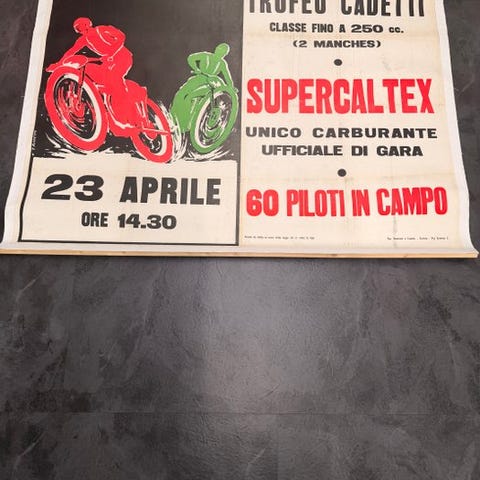 TROFEO CADETTI
CLASSE FINO A 250 cc.
(2 MANCHES)
SUPERCALTEX
UNICO CARBURANTE
UFFICIALE DI GARA
60 PILOTI IN CAMPO
23 APRILE
ORE 14.30